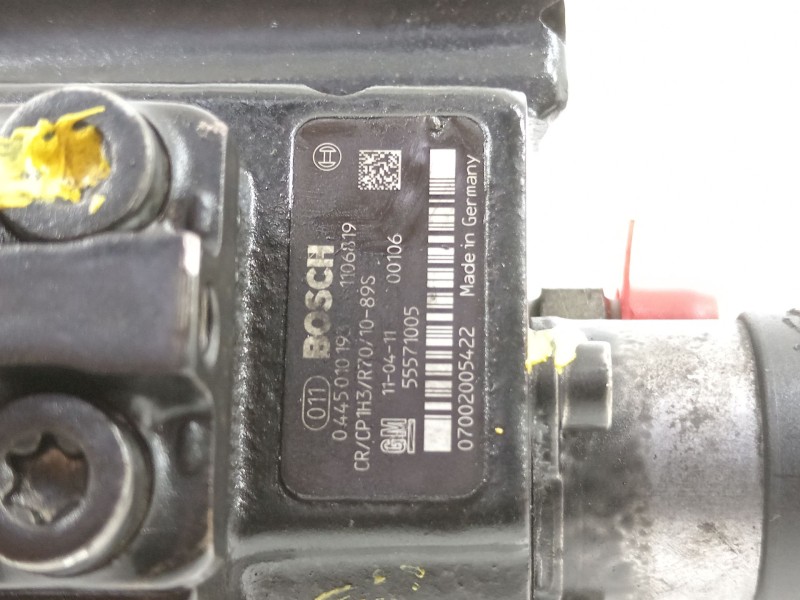 011 BOSCH 1106819
0 445 010 193
CR/CP1H3/R70/10-89S
GM 11-04-11 00106
55571005
07002005422 Made in Germany